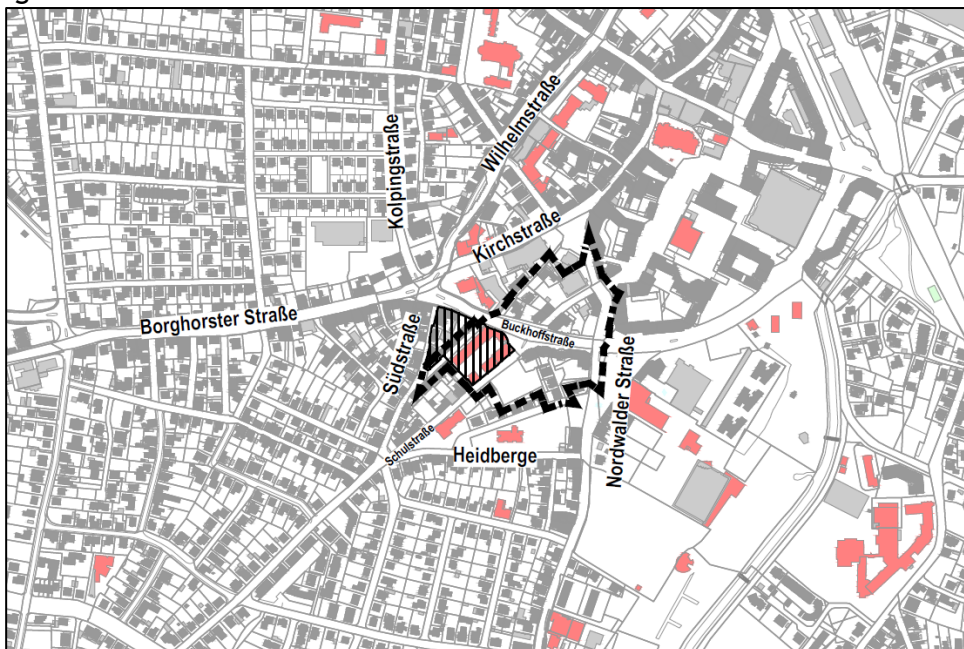 Kolpingstraße
Wilhelmstraße
Kirchstraße
Borghorster Straße
Südstraße
Buckhoffstraße
Nordwalder Straße
Schulstraße
Heidberge